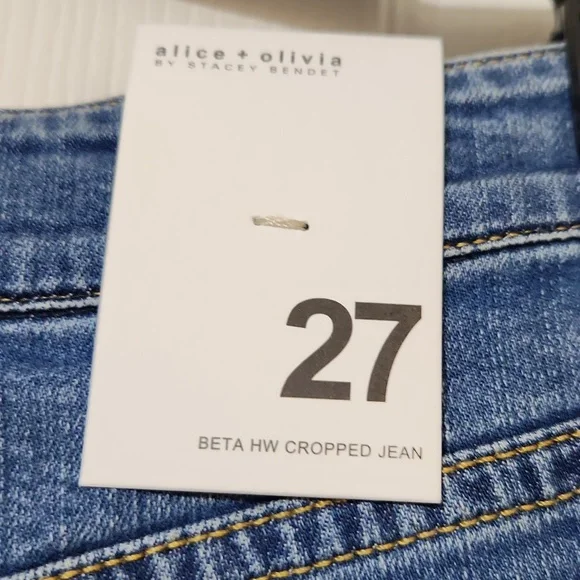 alice + olivia
BY STACEY BENDET
27
BETA HW CROPPED JEAN